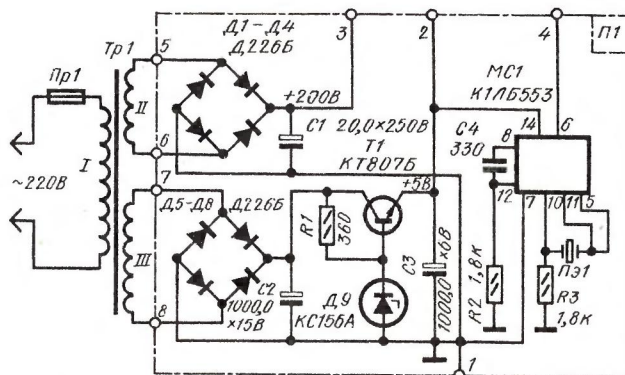 Д1-Д4
Д226Б
3
2
4
П1
Тр1
5
Пр1
II
+200В
МС1
К1ЛБ553
C1
20,0×250В
14
6
C4
330
8
6
T1
КТ807Б
I
~220В
7
+5В
12
7
10
11
5
Д5-Д8
Д226Б
R1
360
III
C3
1000,0
×6В
R2
1,8к
Пэ1
R3
1,8к
C2
1000,0
×15В
Д9
КС156А
8
1